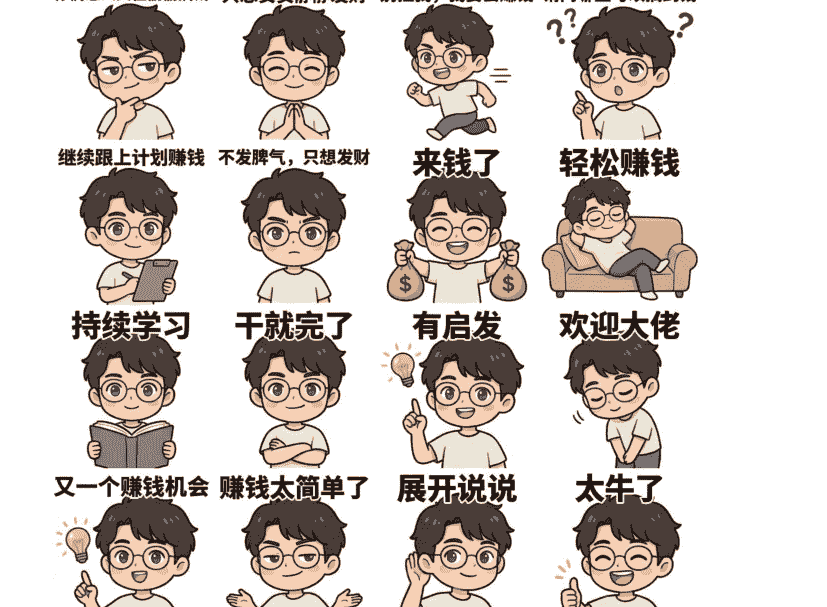 继续跟上计划赚钱
不发脾气，只想发财
来钱了
轻松赚钱
??
?
$
$
持续学习
干就完了
有启发
欢迎大佬
又一个赚钱机会
赚钱太简单了
展开说说
太牛了